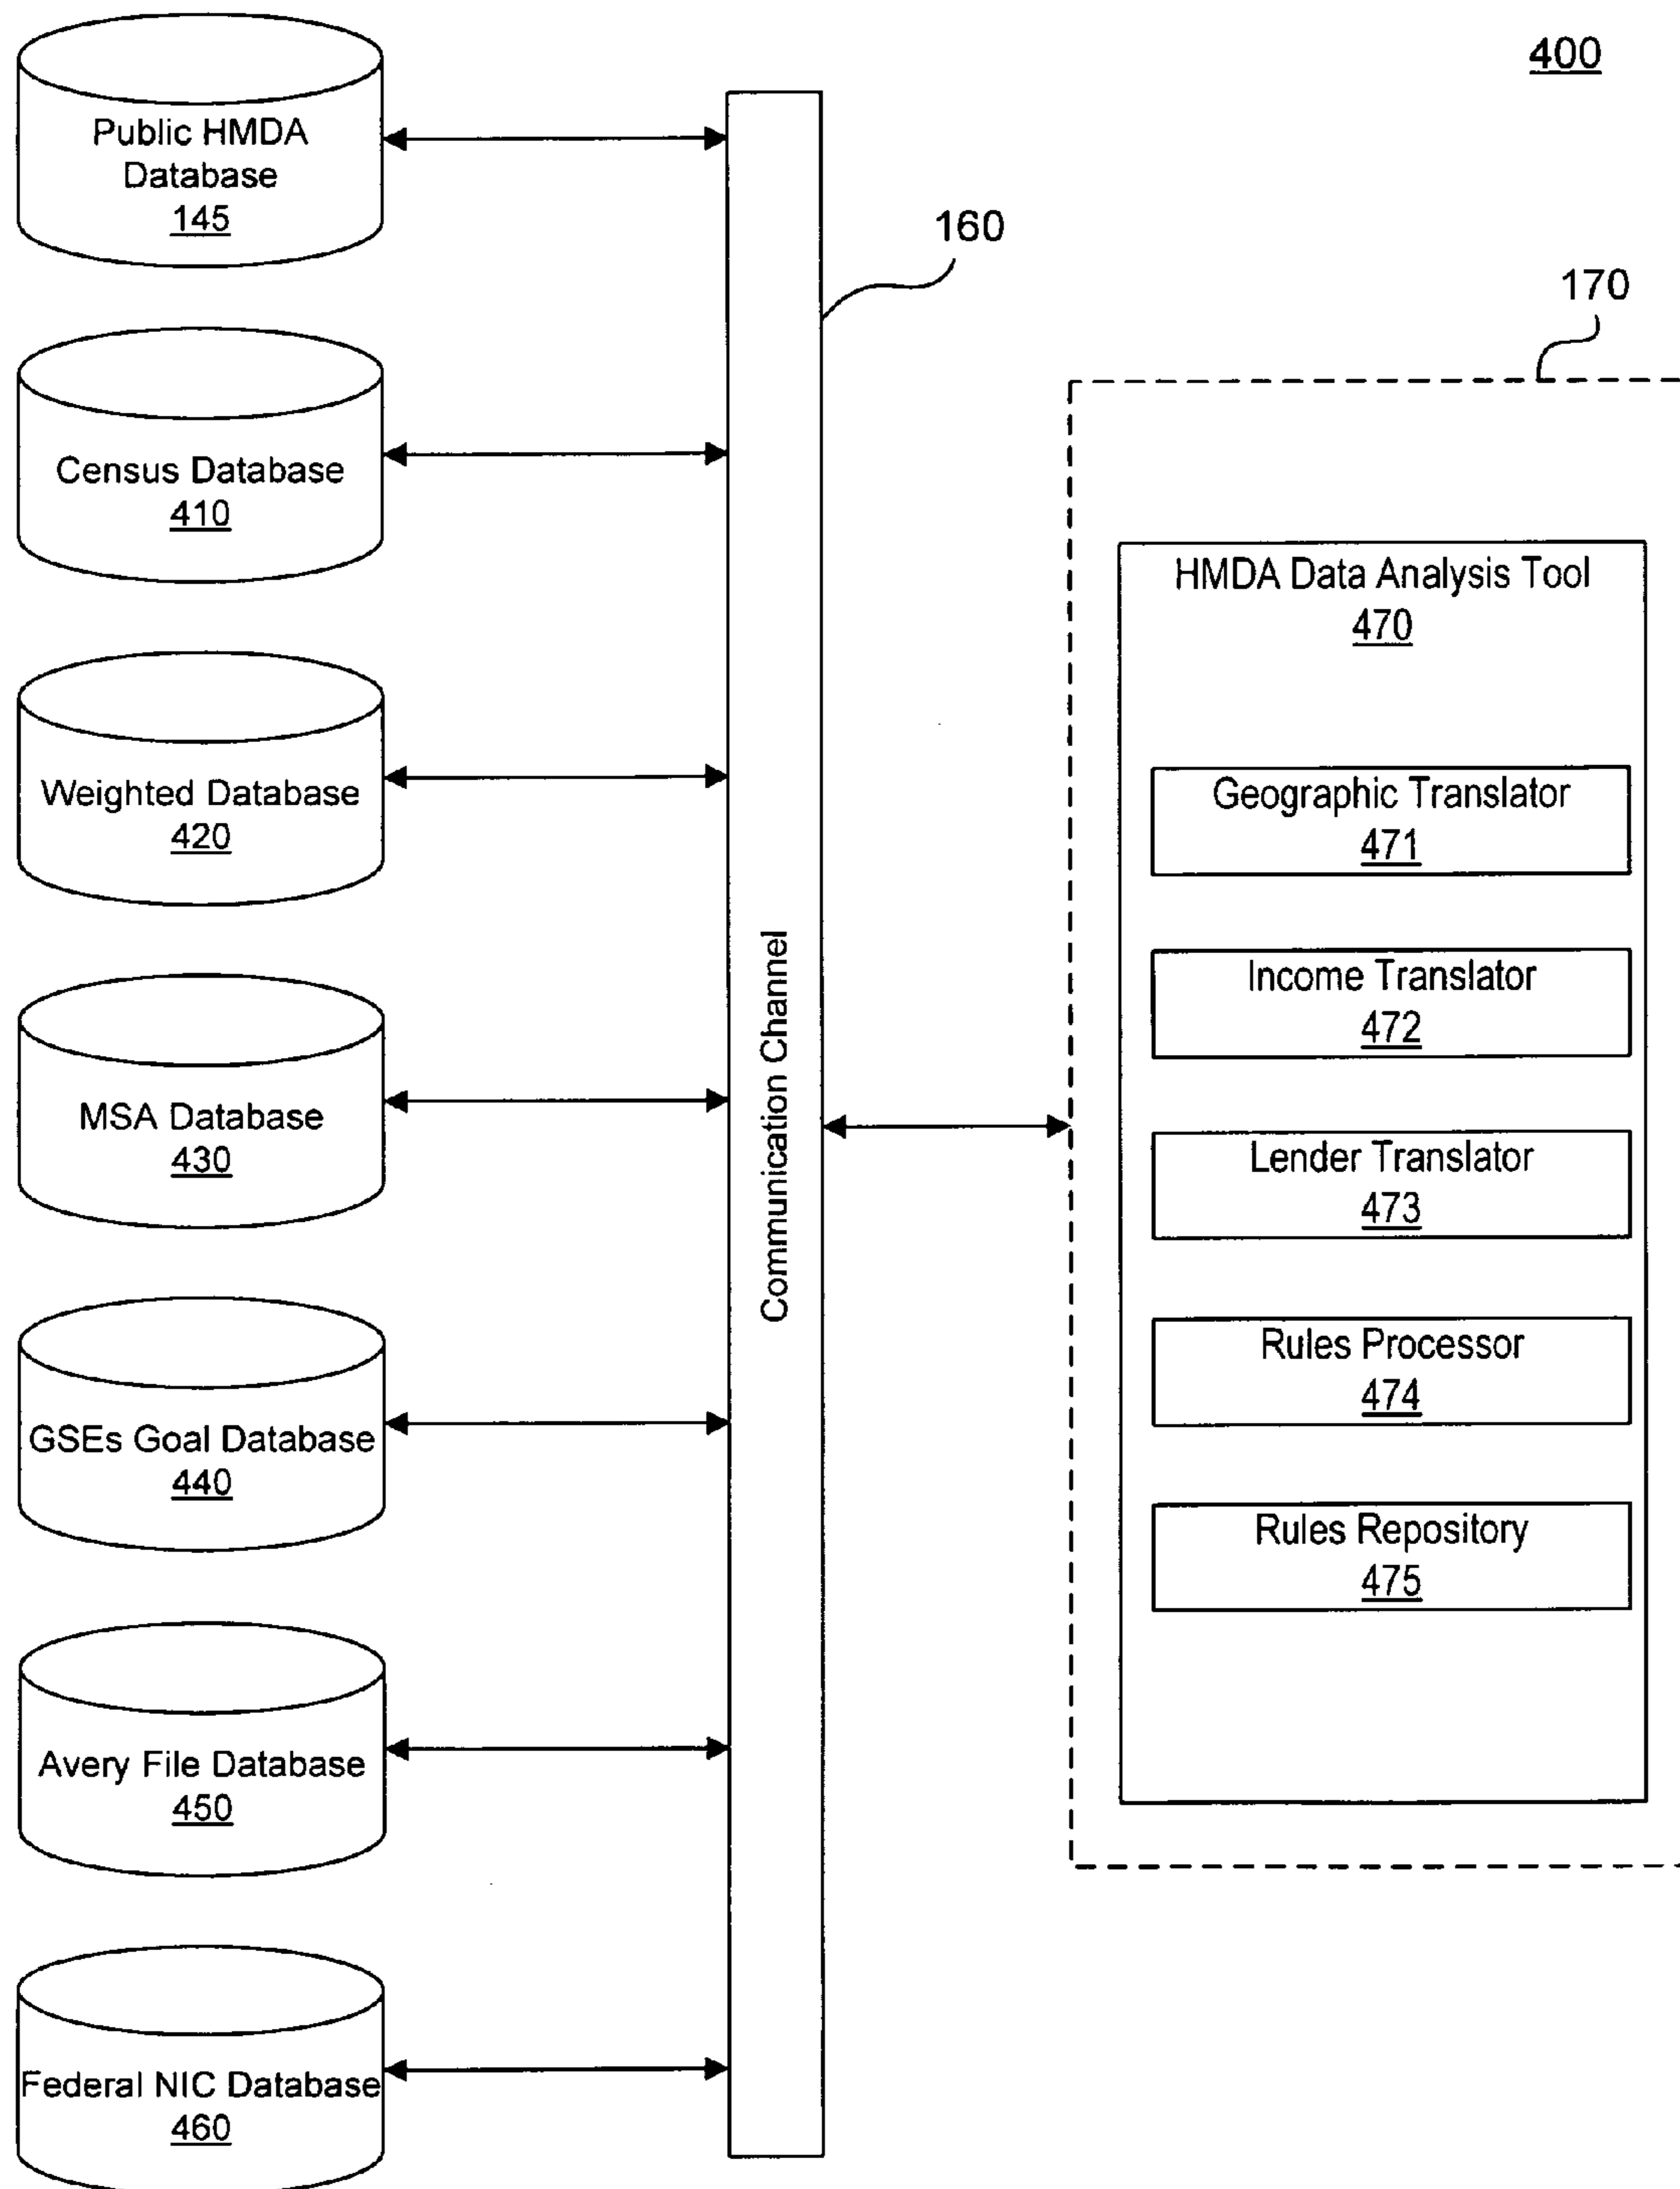 400
Public HMDA
Database
145
160
170
Census Database
410
HMDA Data Analysis Tool
470
Weighted Database
420
Geographic Translator
471
Income Translator
472
Communication Channel
MSA Database
430
Lender Translator
473
Rules Processor
474
GSEs Goal Database
440
Rules Repository
475
Avery File Database
450
Federal NIC Database
460